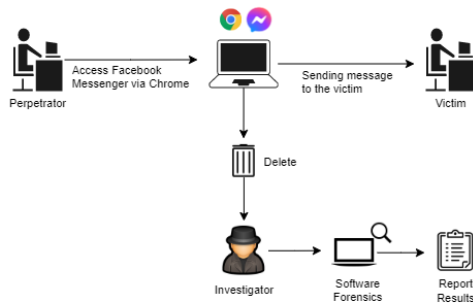 Access Facebook
Messenger via Chrome
Sending message
to the victim
Perpetrator
Victim
Delete
Investigator
Software
Forensics
Report
Results